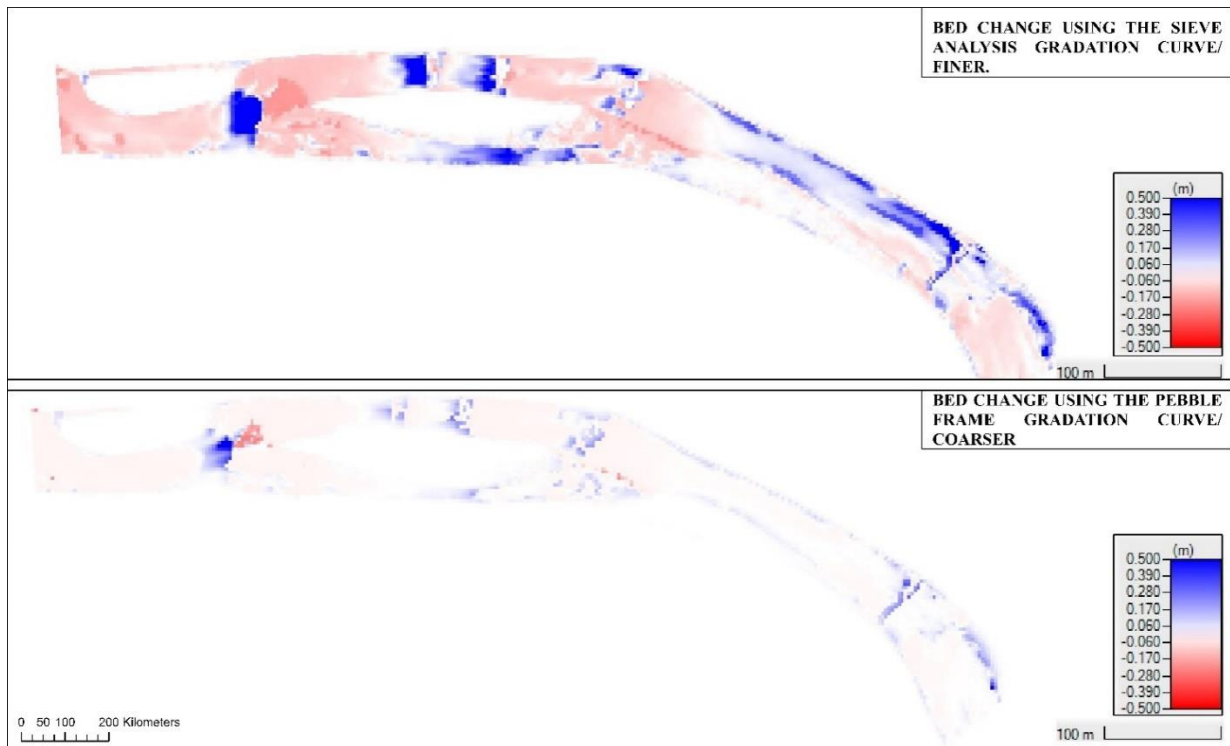 BED CHANGE USING THE SIEVE
ANALYSIS GRADATION CURVE/
FINER.
(m)
0.500
0.390
0.280
0.170
0.060
-0.060
-0.170
-0.280
-0.390
-0.500
100 m
BED CHANGE USING THE PEBBLE
FRAME GRADATION CURVE/
COARSER
(m)
0.500
0.390
0.280
0.170
0.060
-0.060
-0.170
-0.280
-0.390
-0.500
0 50 100 200 Kilometers
100 m